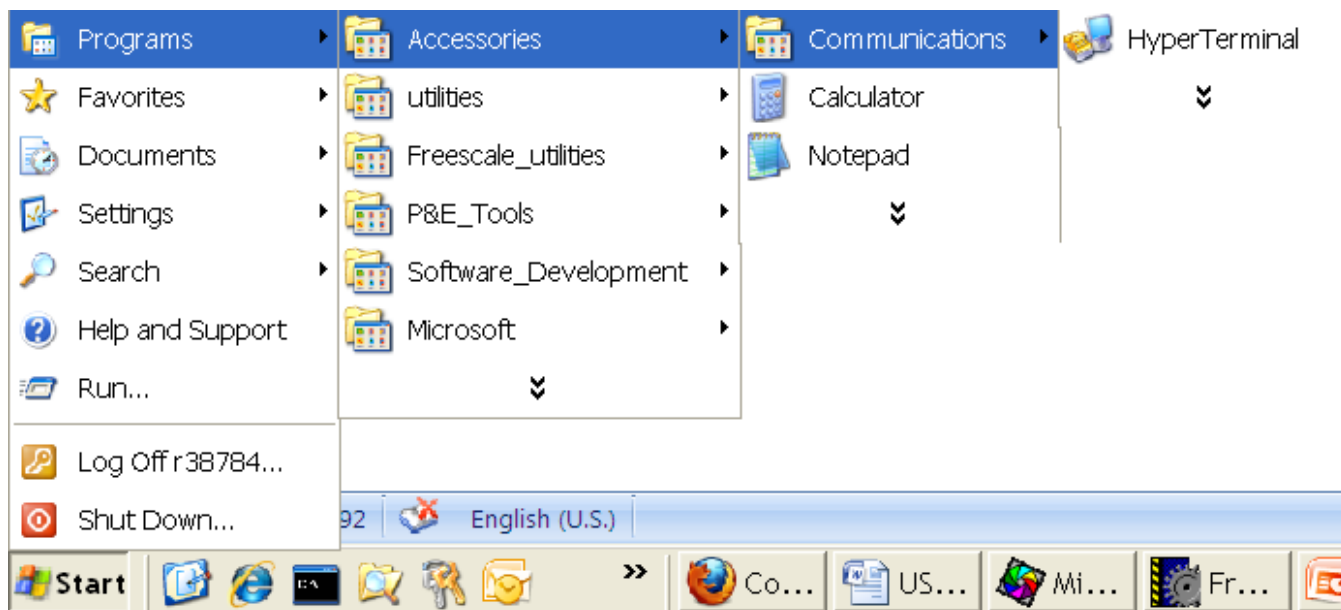 Programs
Accessories
Communications
HyperTerminal
Favorites
utilities
Calculator
Documents
Freescale_utilities
Notepad
Settings
P&E_Tools
Search
Software_Development
Help and Support
Microsoft
Run...
Log Off r38784...
Shut Down...
92
English (U.S.)
Start
C:\
Co...
US...
Mi...
Fr...